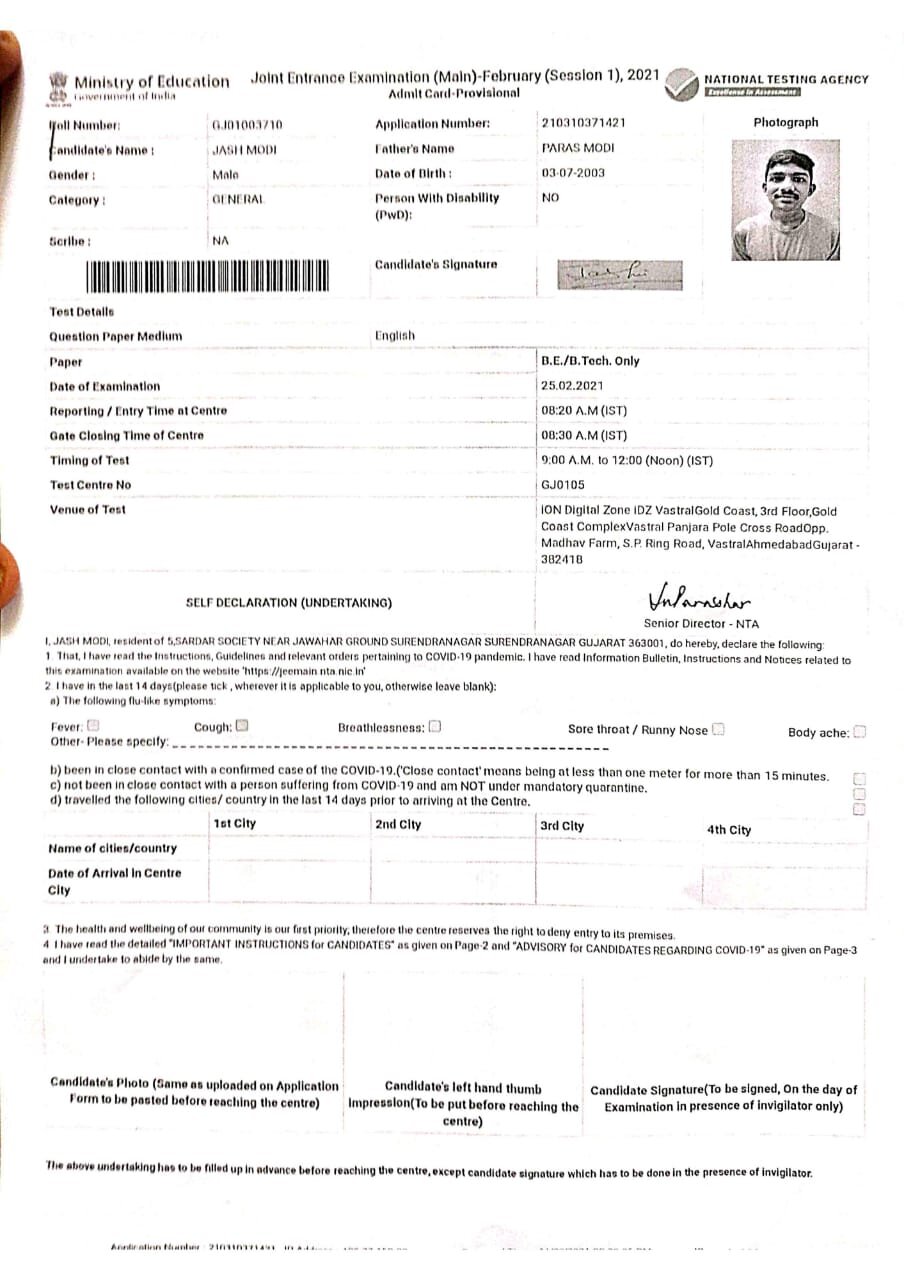 Ministry of Education
Government of India
Joint Entrance Examination (Main)-February (Session 1), 2021
Admit Card-Provisional
NATIONAL TESTING AGENCY
Excellence in Assessment
Roll Number: GJ01003710 Application Number: 210310371421 Photograph
Candidate's Name : JASH MODI Father's Name PARAS MODI
Gender : Male Date of Birth : 03-07-2003
Category : GENERAL Person With Disability (PwD): NO
Scribe : NA
Candidate's Signature
Test Details
Question Paper Medium English
Paper B.E./B.Tech. Only
Date of Examination 25.02.2021
Reporting / Entry Time at Centre 08:20 A.M (IST)
Gate Closing Time of Centre 08:30 A.M (IST)
Timing of Test 9:00 A.M. to 12:00 (Noon) (IST)
Test Centre No GJ0105
Venue of Test iON Digital Zone iDZ VastralGold Coast, 3rd Floor,Gold
Coast ComplexVastral Panjara Pole Cross RoadOpp.
Madhav Farm, S.P. Ring Road, VastralAhmedabadGujarat -
382418
SELF DECLARATION (UNDERTAKING)
Senior Director - NTA
I, JASH MODI, resident of 5,SARDAR SOCIETY NEAR JAWAHAR GROUND SURENDRANAGAR SURENDRANAGAR GUJARAT 363001, do hereby, declare the following:
1. That, I have read the Instructions, Guidelines and relevant orders pertaining to COVID-19 pandemic. I have read Information Bulletin, Instructions and Notices related to
this examination available on the website 'https://jeemain.nta.nic.in'
2. I have in the last 14 days(please tick , wherever it is applicable to you, otherwise leave blank):
a) The following flu-like symptoms:
Fever: Cough: Breathlessness: Sore throat / Runny Nose Body ache:
Other- Please specify:
b) been in close contact with a confirmed case of the COVID-19.('Close contact' means being at less than one meter for more than 15 minutes.
c) not been in close contact with a person suffering from COVID-19 and am NOT under mandatory quarantine.
d) travelled the following cities/ country in the last 14 days prior to arriving at the Centre.
1st City 2nd City 3rd City 4th City
Name of cities/country
Date of Arrival in Centre
City
3. The health and wellbeing of our community is our first priority, therefore the centre reserves the right to deny entry to its premises.
4. I have read the detailed "IMPORTANT INSTRUCTIONS for CANDIDATES" as given on Page-2 and "ADVISORY for CANDIDATES REGARDING COVID-19" as given on Page-3
and I undertake to abide by the same.
Candidate's Photo (Same as uploaded on Application
Form to be pasted before reaching the centre)
Candidate's left hand thumb
Impression(To be put before reaching the
centre)
Candidate Signature(To be signed, On the day of
Examination in presence of invigilator only)
The above undertaking has to be filled up in advance before reaching the centre, except candidate signature which has to be done in the presence of invigilator.
Application Number : 210310371421